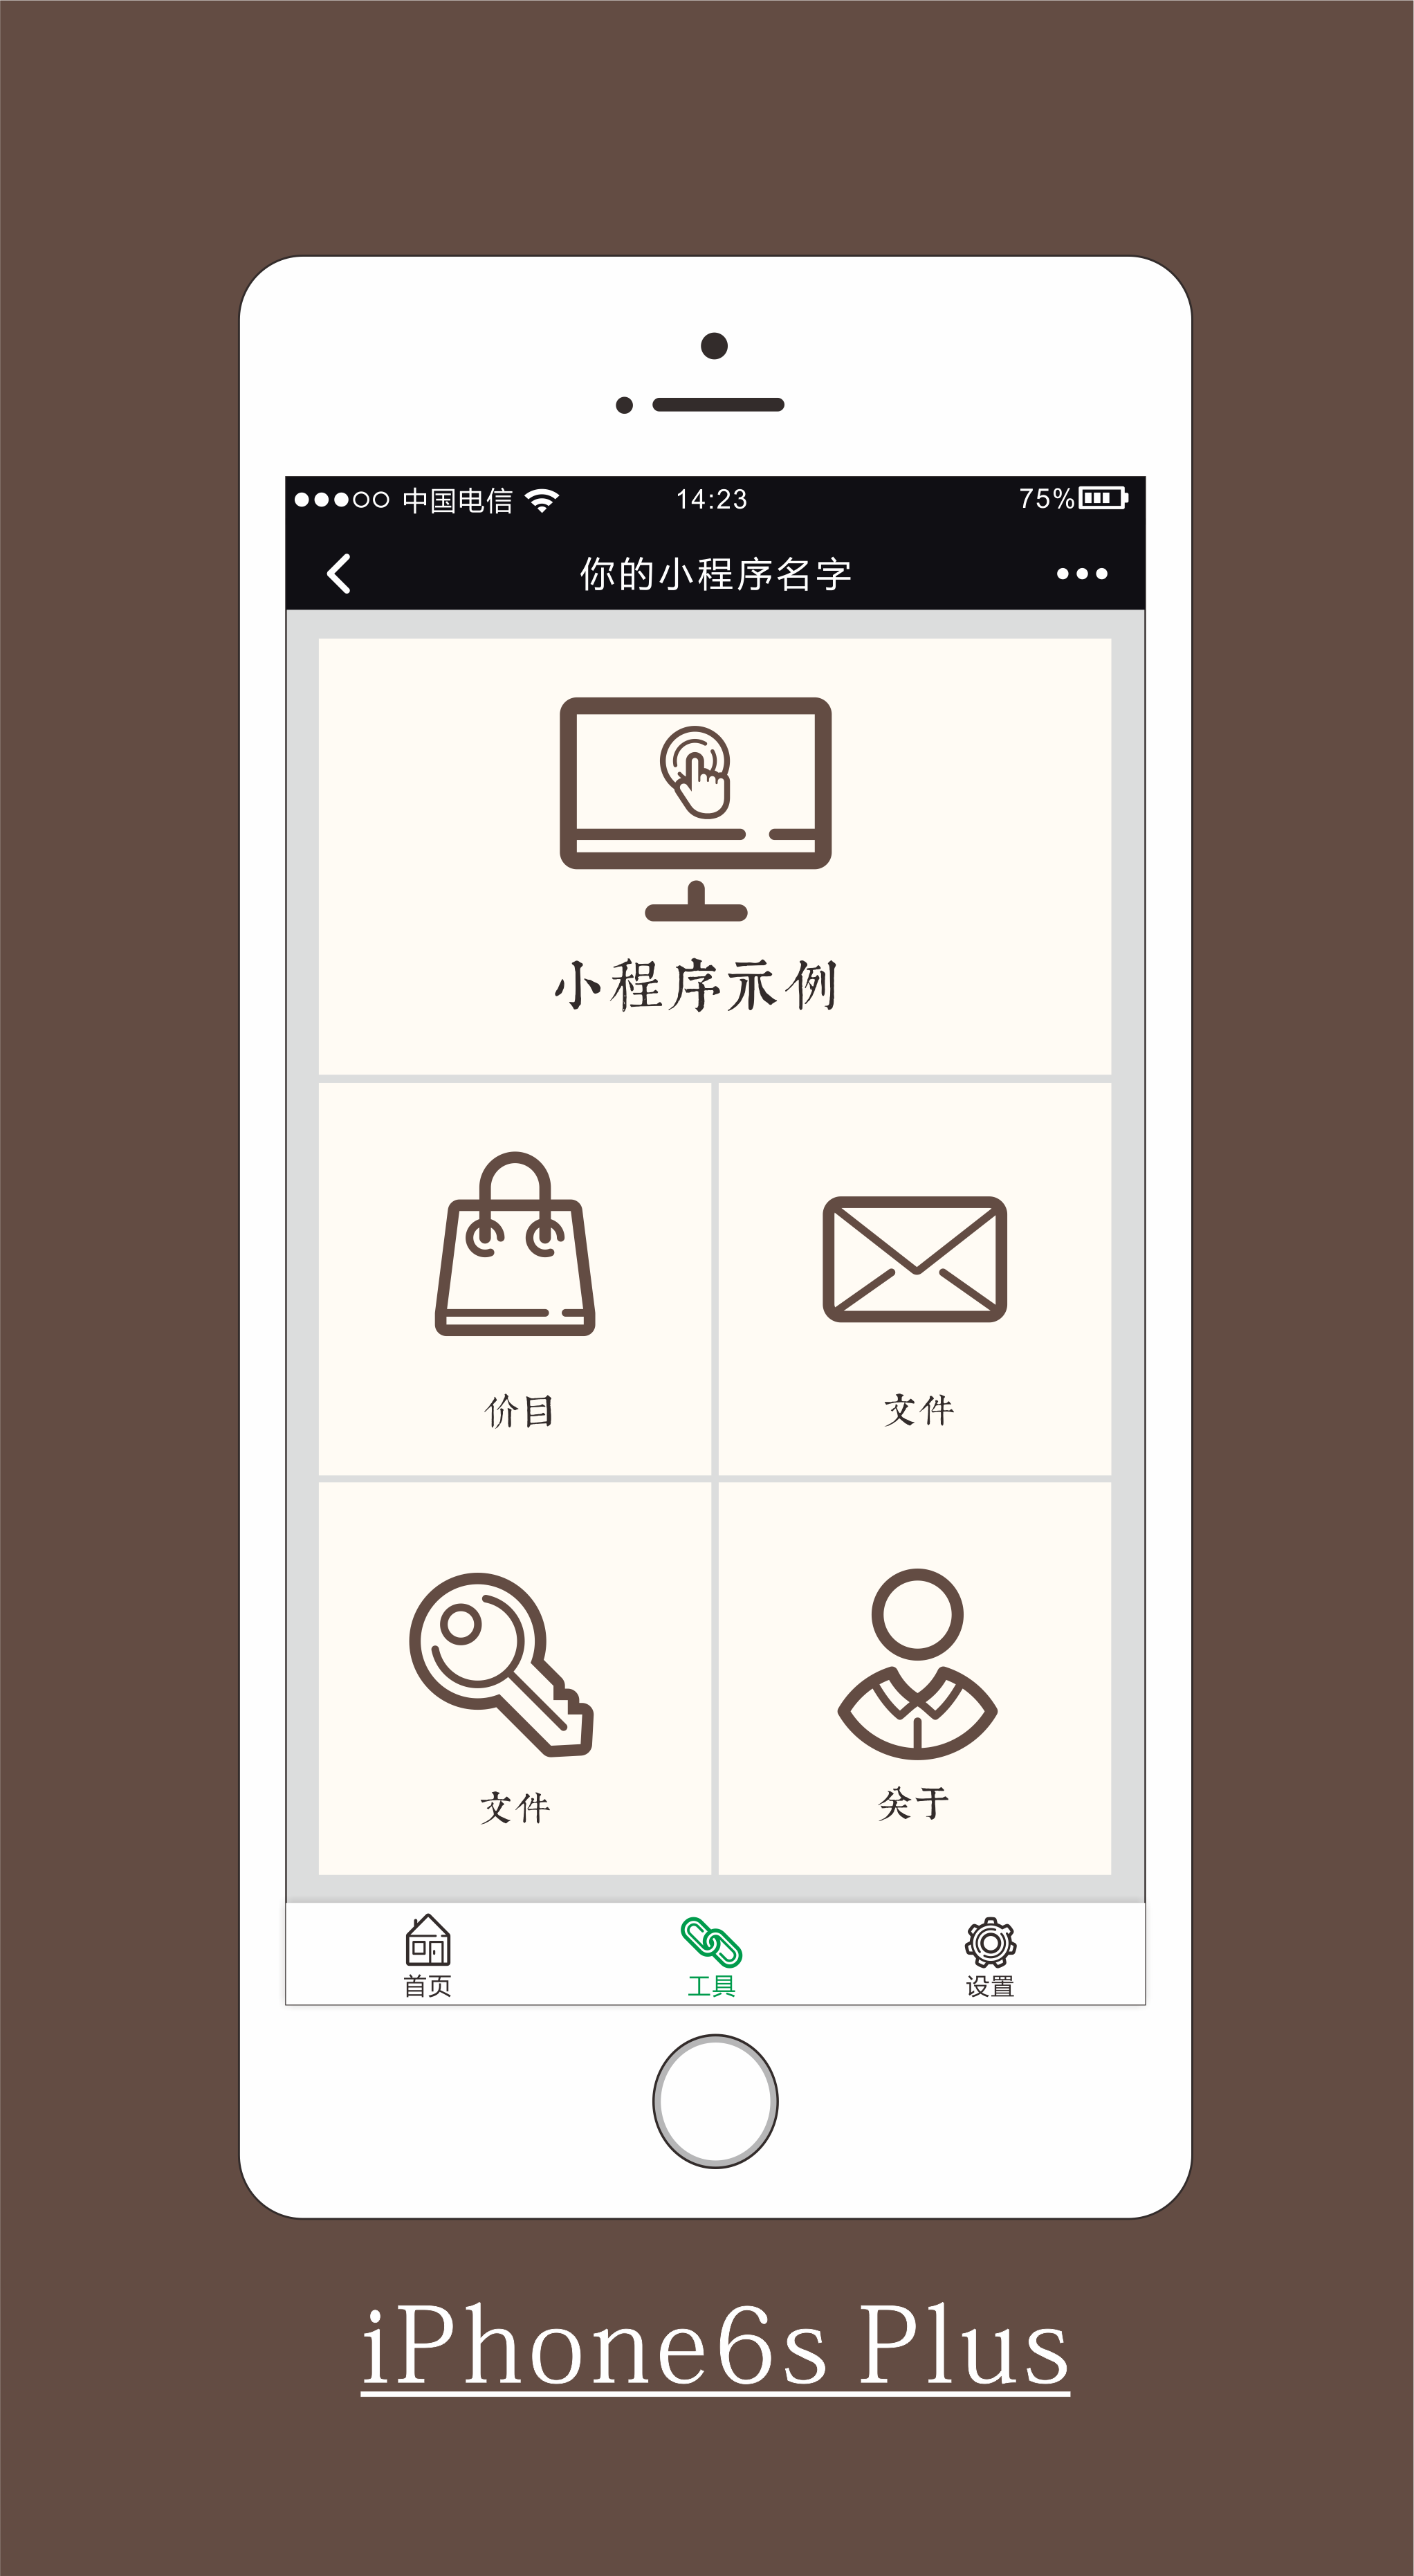 中国电信 14:23 75%
你的小程序名字
小程序示例
价目 文件
文件 关于
首页 工具 设置
iPhone6s Plus